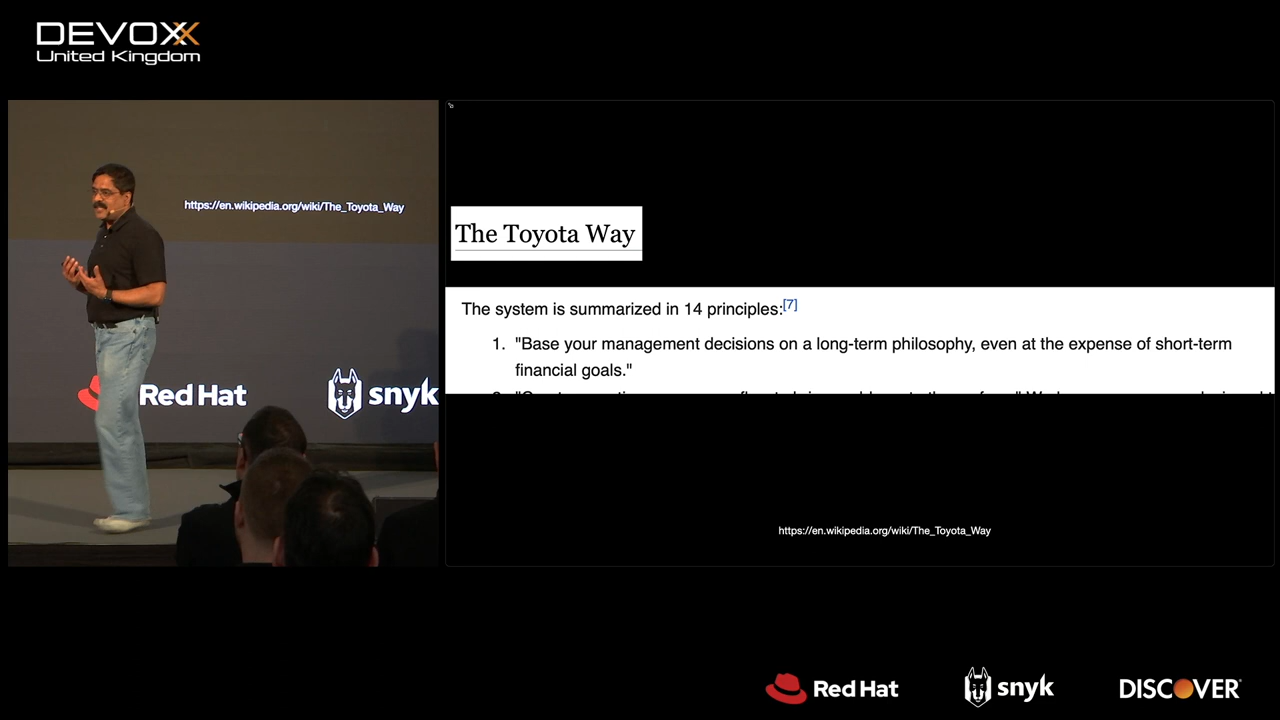 DEVOXX
United Kingdom
https://en.wikipedia.org/wiki/The_Toyota_Way
Red Hat
snyk
The Toyota Way
The system is summarized in 14 principles:[7]
1. "Base your management decisions on a long-term philosophy, even at the expense of short-term
financial goals."
https://en.wikipedia.org/wiki/The_Toyota_Way
Red Hat
snyk
DISCOVER